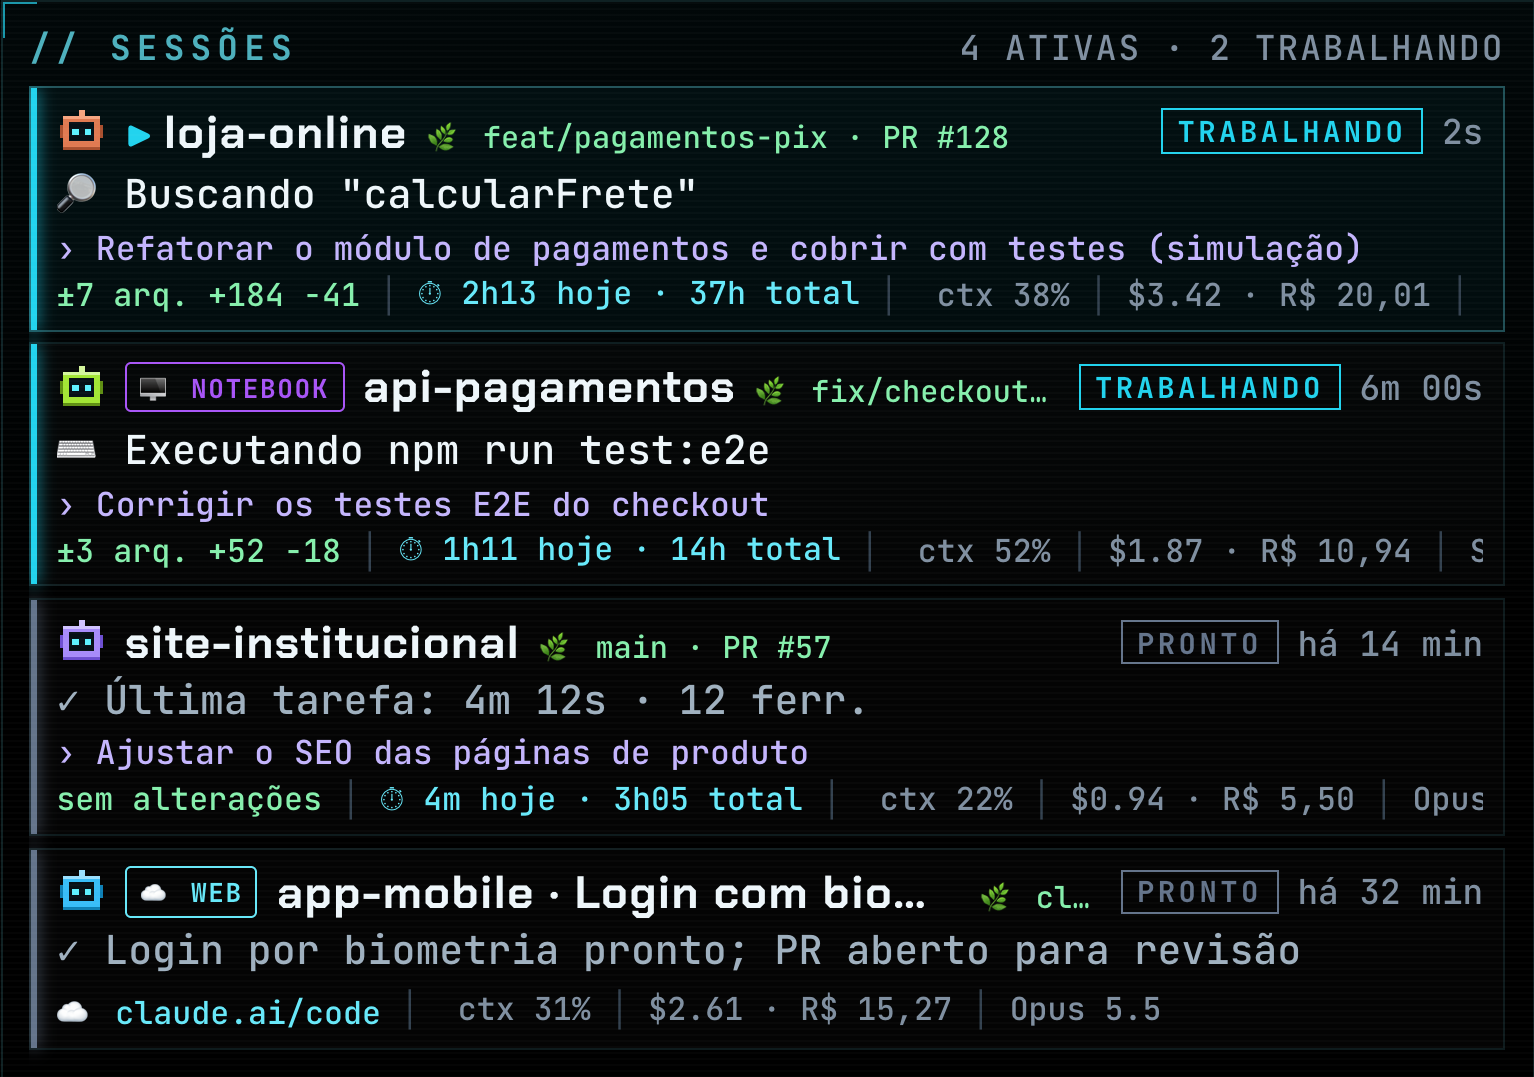 // SESSÕES
4 ATIVAS · 2 TRABALHANDO
loja-online feat/pagamentos-pix · PR #128 TRABALHANDO 2s
Buscando "calcularFrete"
› Refatorar o módulo de pagamentos e cobrir com testes (simulação)
±7 arq. +184 -41 │ 2h13 hoje · 37h total │ ctx 38% │ $3.42 · R$ 20,01 │
NOTEBOOK api-pagamentos fix/checkout… TRABALHANDO 6m 00s
Executando npm run test:e2e
› Corrigir os testes E2E do checkout
±3 arq. +52 -18 │ 1h11 hoje · 14h total │ ctx 52% │ $1.87 · R$ 10,94 │ S
site-institucional main · PR #57 PRONTO há 14 min
✓ Última tarefa: 4m 12s · 12 ferr.
› Ajustar o SEO das páginas de produto
sem alterações │ 4m hoje · 3h05 total │ ctx 22% │ $0.94 · R$ 5,50 │ Opus
WEB app-mobile · Login com bio… cl… PRONTO há 32 min
✓ Login por biometria pronto; PR aberto para revisão
claude.ai/code │ ctx 31% │ $2.61 · R$ 15,27 │ Opus 5.5